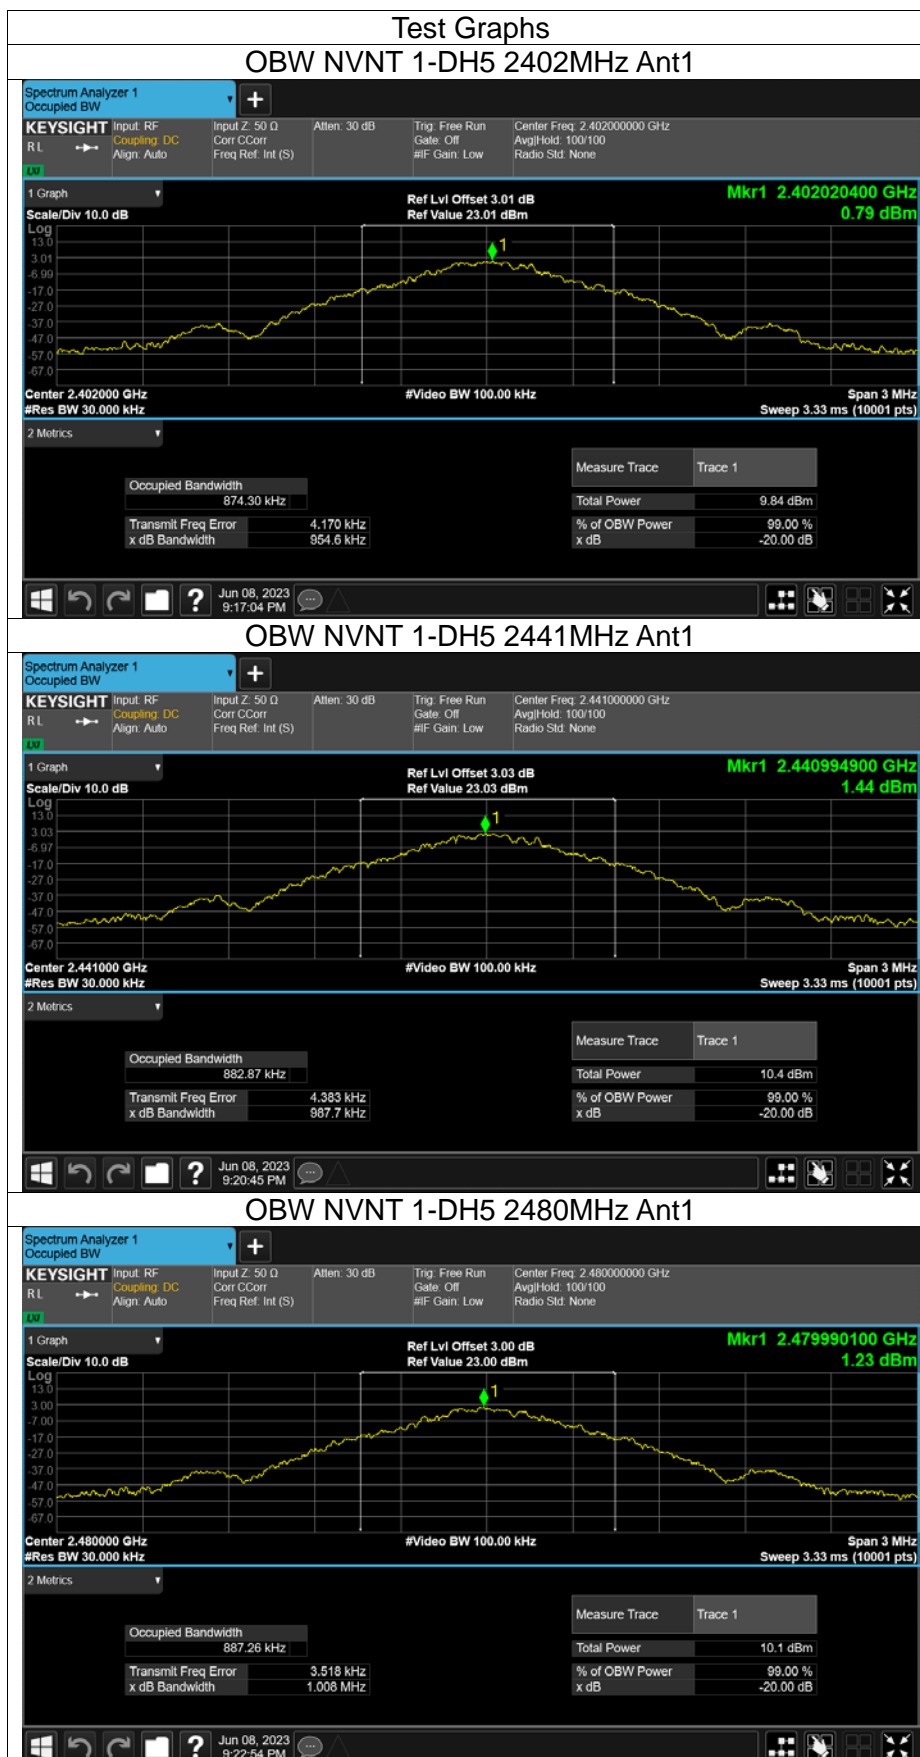 Test Graphs
OBW NVNT 1-DH5 2402MHz Ant1
Spectrum Analyzer 1
Occupied BW
KEYSIGHT Input: RF Input Z: 50 Ω Atten: 30 dB Trig: Free Run Center Freq: 2.402000000 GHz
RL Coupling: DC Corr CCorr Gate: Off Avg|Hold: 100/100
Align: Auto Freq Ref: Int (S) #IF Gain: Low Radio Std: None
LXI
1 Graph Ref Lvl Offset 3.01 dB Mkr1 2.402020400 GHz
Scale/Div 10.0 dB Ref Value 23.01 dBm 0.79 dBm
Log
13.0
1
3.01
-6.99
-17.0
-27.0
-37.0
-47.0
-57.0
-67.0
Center 2.402000 GHz #Video BW 100.00 kHz Span 3 MHz
#Res BW 30.000 kHz Sweep 3.33 ms (10001 pts)
2 Metrics
Measure Trace Trace 1
Occupied Bandwidth
874.30 kHz Total Power 9.84 dBm
Transmit Freq Error 4.170 kHz % of OBW Power 99.00 %
x dB Bandwidth 954.6 kHz x dB -20.00 dB
? Jun 08, 2023
9:17:04 PM
OBW NVNT 1-DH5 2441MHz Ant1
Spectrum Analyzer 1
Occupied BW
KEYSIGHT Input: RF Input Z: 50 Ω Atten: 30 dB Trig: Free Run Center Freq: 2.441000000 GHz
RL Coupling: DC Corr CCorr Gate: Off Avg|Hold: 100/100
Align: Auto Freq Ref: Int (S) #IF Gain: Low Radio Std: None
LXI
1 Graph Ref Lvl Offset 3.03 dB Mkr1 2.440994900 GHz
Scale/Div 10.0 dB Ref Value 23.03 dBm 1.44 dBm
Log
13.0
1
3.03
-6.97
-17.0
-27.0
-37.0
-47.0
-57.0
-67.0
Center 2.441000 GHz #Video BW 100.00 kHz Span 3 MHz
#Res BW 30.000 kHz Sweep 3.33 ms (10001 pts)
2 Metrics
Measure Trace Trace 1
Occupied Bandwidth
882.87 kHz Total Power 10.4 dBm
Transmit Freq Error 4.383 kHz % of OBW Power 99.00 %
x dB Bandwidth 987.7 kHz x dB -20.00 dB
? Jun 08, 2023
9:20:45 PM
OBW NVNT 1-DH5 2480MHz Ant1
Spectrum Analyzer 1
Occupied BW
KEYSIGHT Input: RF Input Z: 50 Ω Atten: 30 dB Trig: Free Run Center Freq: 2.480000000 GHz
RL Coupling: DC Corr CCorr Gate: Off Avg|Hold: 100/100
Align: Auto Freq Ref: Int (S) #IF Gain: Low Radio Std: None
LXI
1 Graph Ref Lvl Offset 3.00 dB Mkr1 2.479990100 GHz
Scale/Div 10.0 dB Ref Value 23.00 dBm 1.23 dBm
Log
13.0
1
3.00
-7.00
-17.0
-27.0
-37.0
-47.0
-57.0
-67.0
Center 2.480000 GHz #Video BW 100.00 kHz Span 3 MHz
#Res BW 30.000 kHz Sweep 3.33 ms (10001 pts)
2 Metrics
Measure Trace Trace 1
Occupied Bandwidth
887.26 kHz Total Power 10.1 dBm
Transmit Freq Error 3.518 kHz % of OBW Power 99.00 %
x dB Bandwidth 1.008 MHz x dB -20.00 dB
? Jun 08, 2023
9:22:54 PM